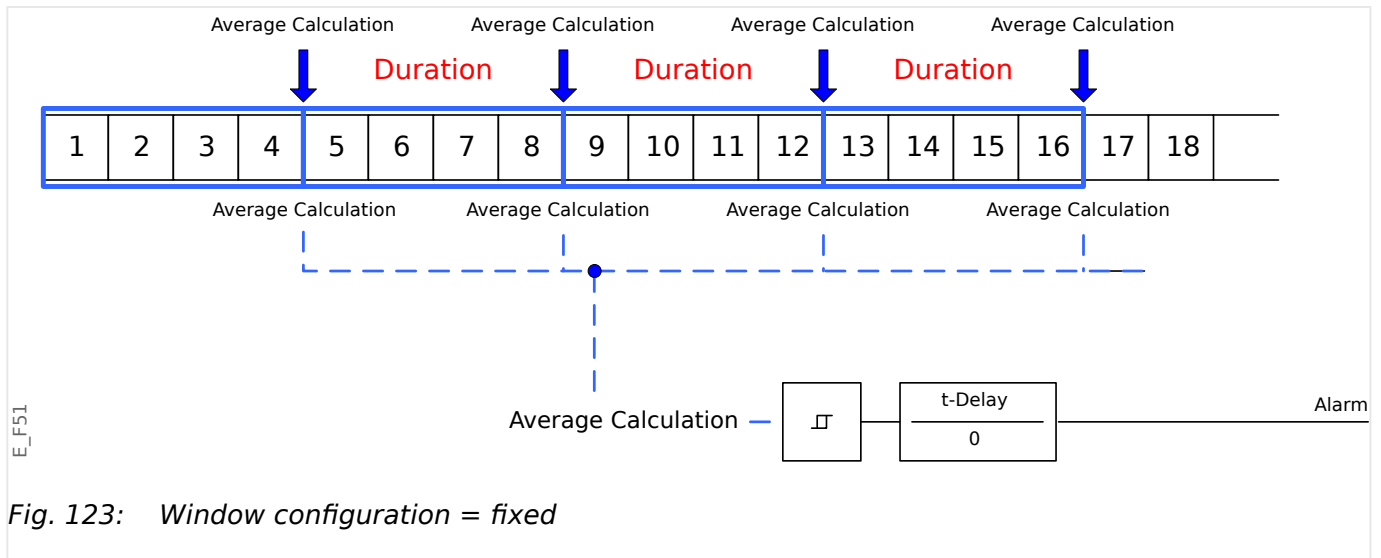 Average Calculation Average Calculation Average Calculation Average Calculation
Duration Duration Duration
1 2 3 4 5 6 7 8 9 10 11 12 13 14 15 16 17 18
Average Calculation Average Calculation Average Calculation Average Calculation
t-Delay
Alarm
Average Calculation
0
E_F51
Fig. 123: Window configuration = fixed